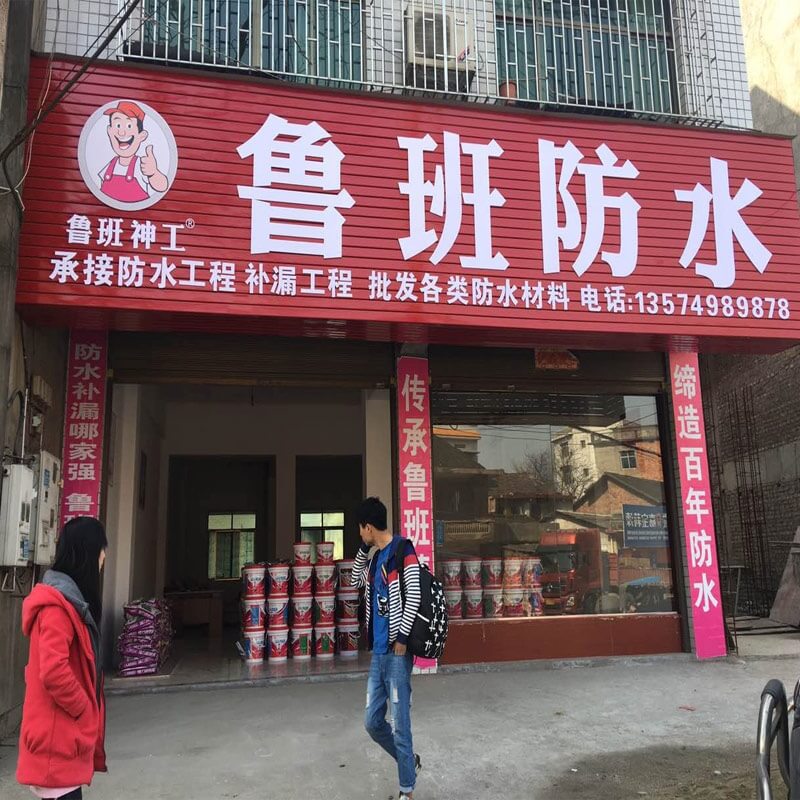 鲁班防水
鲁班神工®
承接防水工程 补漏工程 批发各类防水材料 电话:13574989878
防水补漏哪家强 鲁班
传承鲁班
缔造百年防水